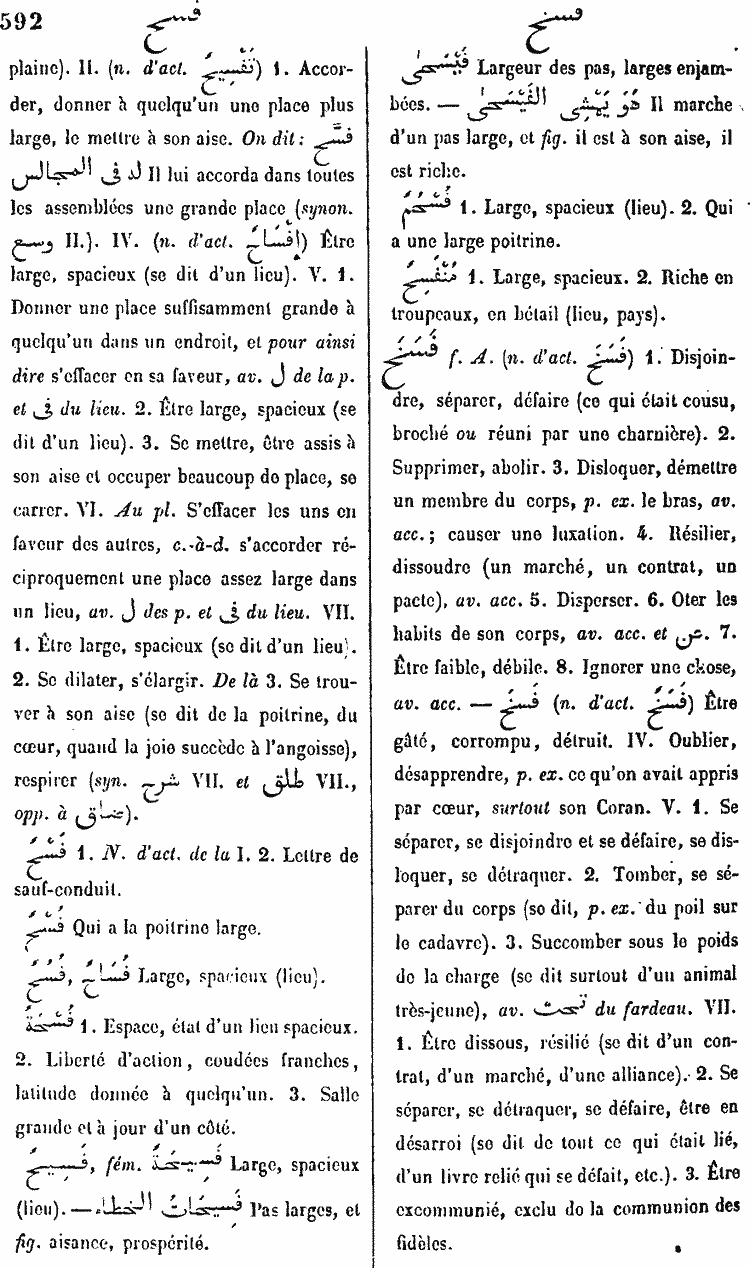 592
فسح
فسخ
plaine). II. (n. d'act. تَفْسِيحٌ) 1. Accor-
der, donner à quelqu'un une place plus
large, le mettre à son aise. On dit: فسّح
له فى المجالس Il lui accorda dans toutes
les assemblées une grande place (synon.
وسع II.). IV. (n. d'act. إِفْسَاحٌ) Être
large, spacieux (se dit d'un lieu). V. 1.
Donner une place suffisamment grande à
quelqu'un dans un endroit, et pour ainsi
dire s'effacer en sa faveur, av. ل de la p.
et فى du lieu. 2. Être large, spacieux (se
dit d'un lieu). 3. Se mettre, être assis à
son aise et occuper beaucoup de place, se
carrer. VI. Au pl. S'effacer les uns en
faveur des autres, c.-à-d. s'accorder ré-
ciproquement une place assez large dans
un lieu, av. ل des p. et فى du lieu. VII.
1. Être large, spacieux (se dit d'un lieu).
2. Se dilater, s'élargir. De là 3. Se trou-
ver à son aise (se dit de la poitrine, du
cœur, quand la joie succède à l'angoisse),
respirer (syn. شرح VII. et طلق VII.,
opp. à ضاق).
فَسْحٌ 1. N. d'act. de la I. 2. Lettre de
sauf-conduit.
فُسْحٌ Qui a la poitrine large.
فُسُحٌ, فُسَاحٌ Large, spacieux (lieu).
فُسْحَةٌ 1. Espace, état d'un lieu spacieux.
2. Liberté d'action, coudées franches,
latitude donnée à quelqu'un. 3. Salle
grande et à jour d'un côté.
فَسِيحٌ, fém. فَسِيحَةٌ Large, spacieux
(lieu). — فَسِيحَاتُ الخطاء Pas larges, et
fig. aisance, prospérité.
فَيْسَحَى Largeur des pas, larges enjam-
bées. — هُوَ يَمْشِى الفَيْسَحَى Il marche
d'un pas large, et fig. il est à son aise, il
est riche.
فُسْحُمٌ 1. Large, spacieux (lieu). 2. Qui
a une large poitrine.
مُنْفَسِحٌ 1. Large, spacieux. 2. Riche en
troupeaux, en bétail (lieu, pays).
فَسَخَ f. A. (n. d'act. فَسْخٌ) 1. Disjoin-
dre, séparer, défaire (ce qui était cousu,
broché ou réuni par une charnière). 2.
Supprimer, abolir. 3. Disloquer, démettre
un membre du corps, p. ex. le bras, av.
acc.; causer une luxation. 4. Résilier,
dissoudre (un marché, un contrat, un
pacte), av. acc. 5. Disperser. 6. Oter les
habits de son corps, av. acc. et عن. 7.
Être faible, débile. 8. Ignorer une chose,
av. acc. — فَسِخَ (n. d'act. فَسَخٌ) Être
gâté, corrompu, détruit. IV. Oublier,
désapprendre, p. ex. ce qu'on avait appris
par cœur, surtout son Coran. V. 1. Se
séparer, se disjoindre et se défaire, se dis-
loquer, se détraquer. 2. Tomber, se sé-
parer du corps (se dit, p. ex. du poil sur
le cadavre). 3. Succomber sous le poids
de la charge (se dit surtout d'un animal
très-jeune), av. تحت du fardeau. VII.
1. Être dissous, résilié (se dit d'un con-
trat, d'un marché, d'une alliance). 2. Se
séparer, se détraquer, se défaire, être en
désarroi (se dit de tout ce qui était lié,
d'un livre relié qui se défait, etc.). 3. Être
excommunié, exclu de la communion des
fidèles.